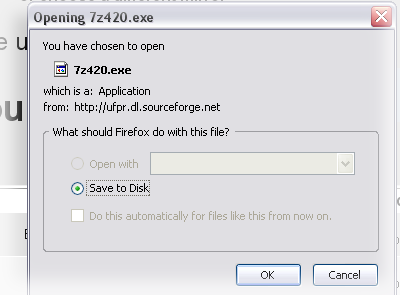 Opening 7z420.exe
You have chosen to open
7z420.exe
which is a: Application
from: http://ufpr.dl.sourceforge.net
What should Firefox do with this file?
Open with
Save to Disk
Do this automatically for files like this from now on.
OK
Cancel